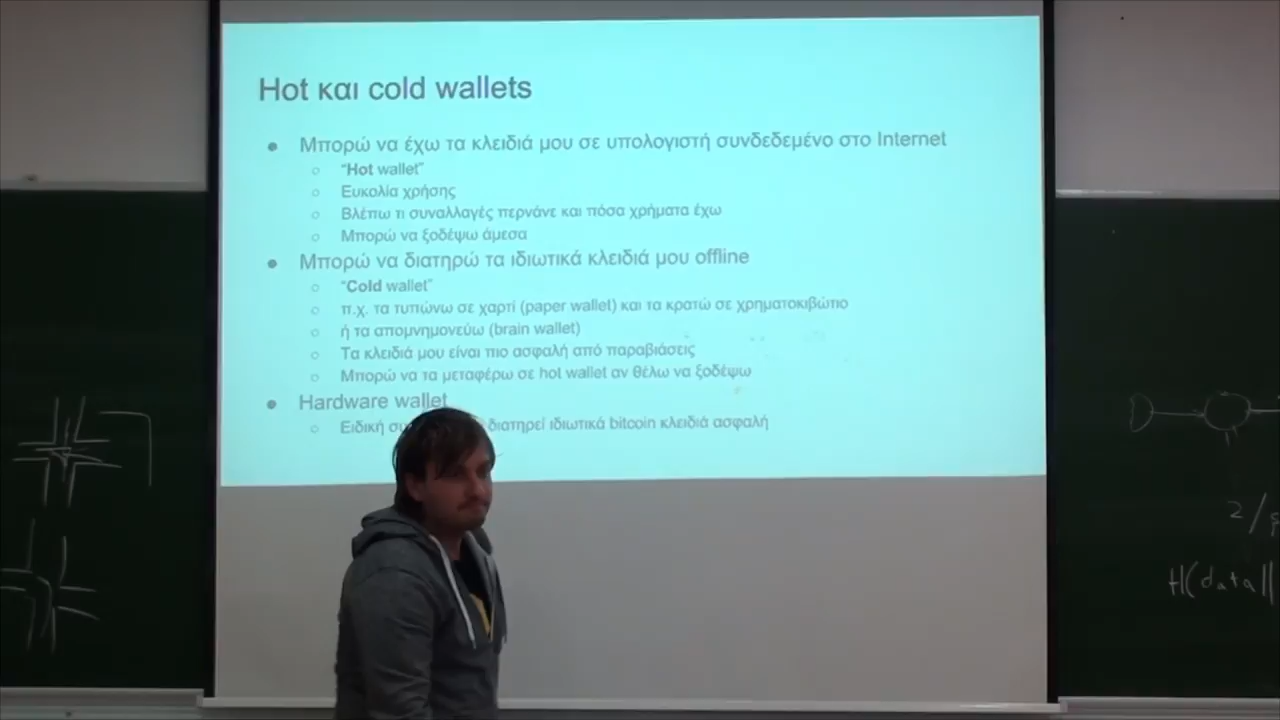 Hot και cold wallets
● Μπορώ να έχω τα κλειδιά μου σε υπολογιστή συνδεδεμένο στο Internet
○ “Hot wallet”
○ Ευκολία χρήσης
○ Βλέπω τι συναλλαγές περνάνε και πόσα χρήματα έχω
○ Μπορώ να ξοδέψω άμεσα
● Μπορώ να διατηρώ τα ιδιωτικά κλειδιά μου offline
○ “Cold wallet”
○ π.χ. τα τυπώνω σε χαρτί (paper wallet) και τα κρατώ σε χρηματοκιβώτιο
○ ή τα απομνημονεύω (brain wallet)
○ Τα κλειδιά μου είναι πιο ασφαλή από παραβιάσεις
○ Μπορώ να τα μεταφέρω σε hot wallet αν θέλω να ξοδέψω
● Hardware wallet
○ Ειδική διατηρεί ιδιωτικά bitcoin κλειδιά ασφαλή
2/
H(data||